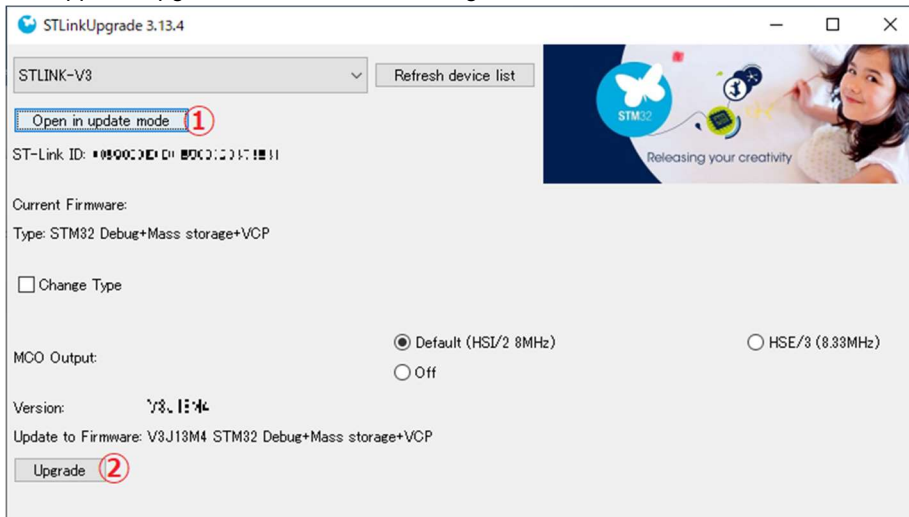 STLinkUpgrade 3.13.4
STLINK-V3
Refresh device list
Open in update mode ①
ST-Link ID:
STM32
Releasing your creativity
Current Firmware:
Type: STM32 Debug+Mass storage+VCP
Change Type
MCO Output:
Default (HSI/2 8MHz)
HSE/3 (8.33MHz)
Off
Version:
Update to Firmware: V3J13M4 STM32 Debug+Mass storage+VCP
Upgrade ②